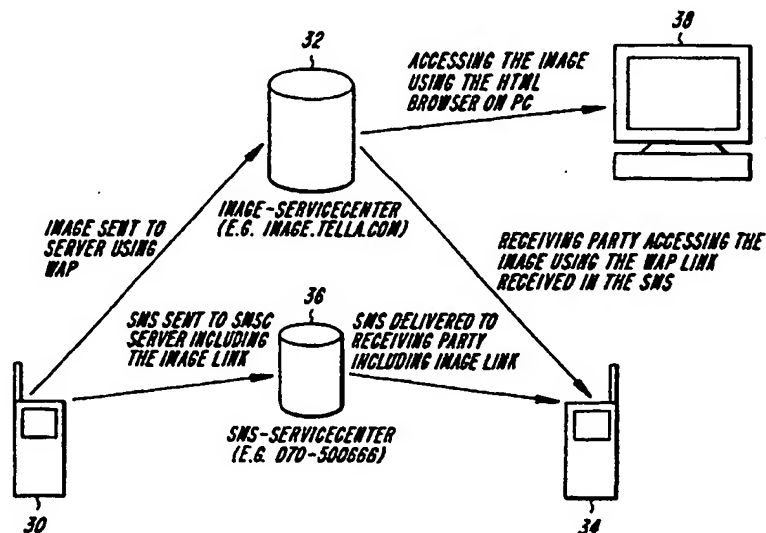 32
38
ACCESSING THE IMAGE
USING THE HTML
BROWSER ON PC
IMAGE-SERVICECENTER
(E.G. IMAGE.TELLA.COM)
IMAGE SENT TO
SERVER USING
WAP
RECEIVING PARTY ACCESSING THE
IMAGE USING THE WAP LINK
RECEIVED IN THE SMS
36
SMS SENT TO SMSC
SERVER INCLUDING
THE IMAGE LINK
SMS DELIVERED TO
RECEIVING PARTY
INCLUDING IMAGE LINK
SMS-SERVICECENTER
(E.G. 070-500666)
30
34